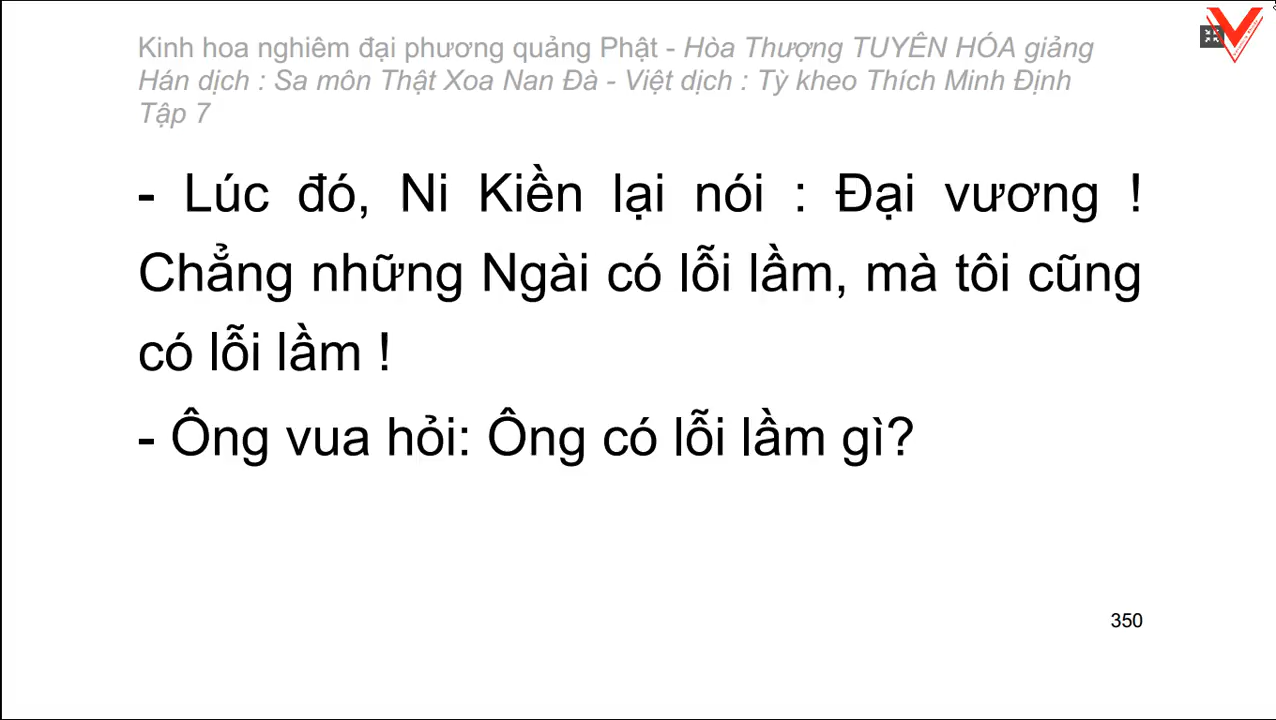 Kinh hoa nghiêm đại phương quảng Phật - Hòa Thượng TUYÊN HÓA giảng
Hán dịch : Sa môn Thật Xoa Nan Đà - Việt dịch : Tỳ kheo Thích Minh Định
Tập 7
- Lúc đó, Ni Kiền lại nói : Đại vương !
Chẳng những Ngài có lỗi lầm, mà tôi cũng
có lỗi lầm !
- Ông vua hỏi: Ông có lỗi lầm gì?
350